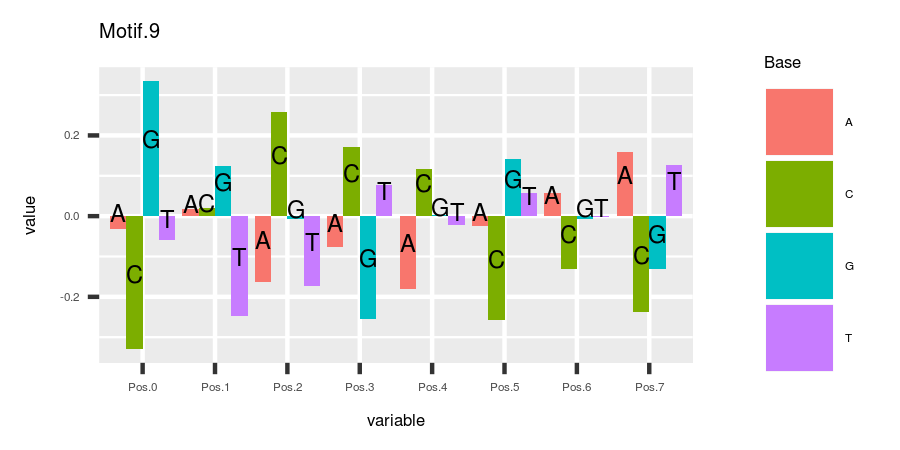 Motif.9
value
0.2
0.0
-0.2
A C G T A C G T A C G T A C G T A C G T A C G T A C G T A C G T
Pos.0 Pos.1 Pos.2 Pos.3 Pos.4 Pos.5 Pos.6 Pos.7
variable
Base
A
C
G
T